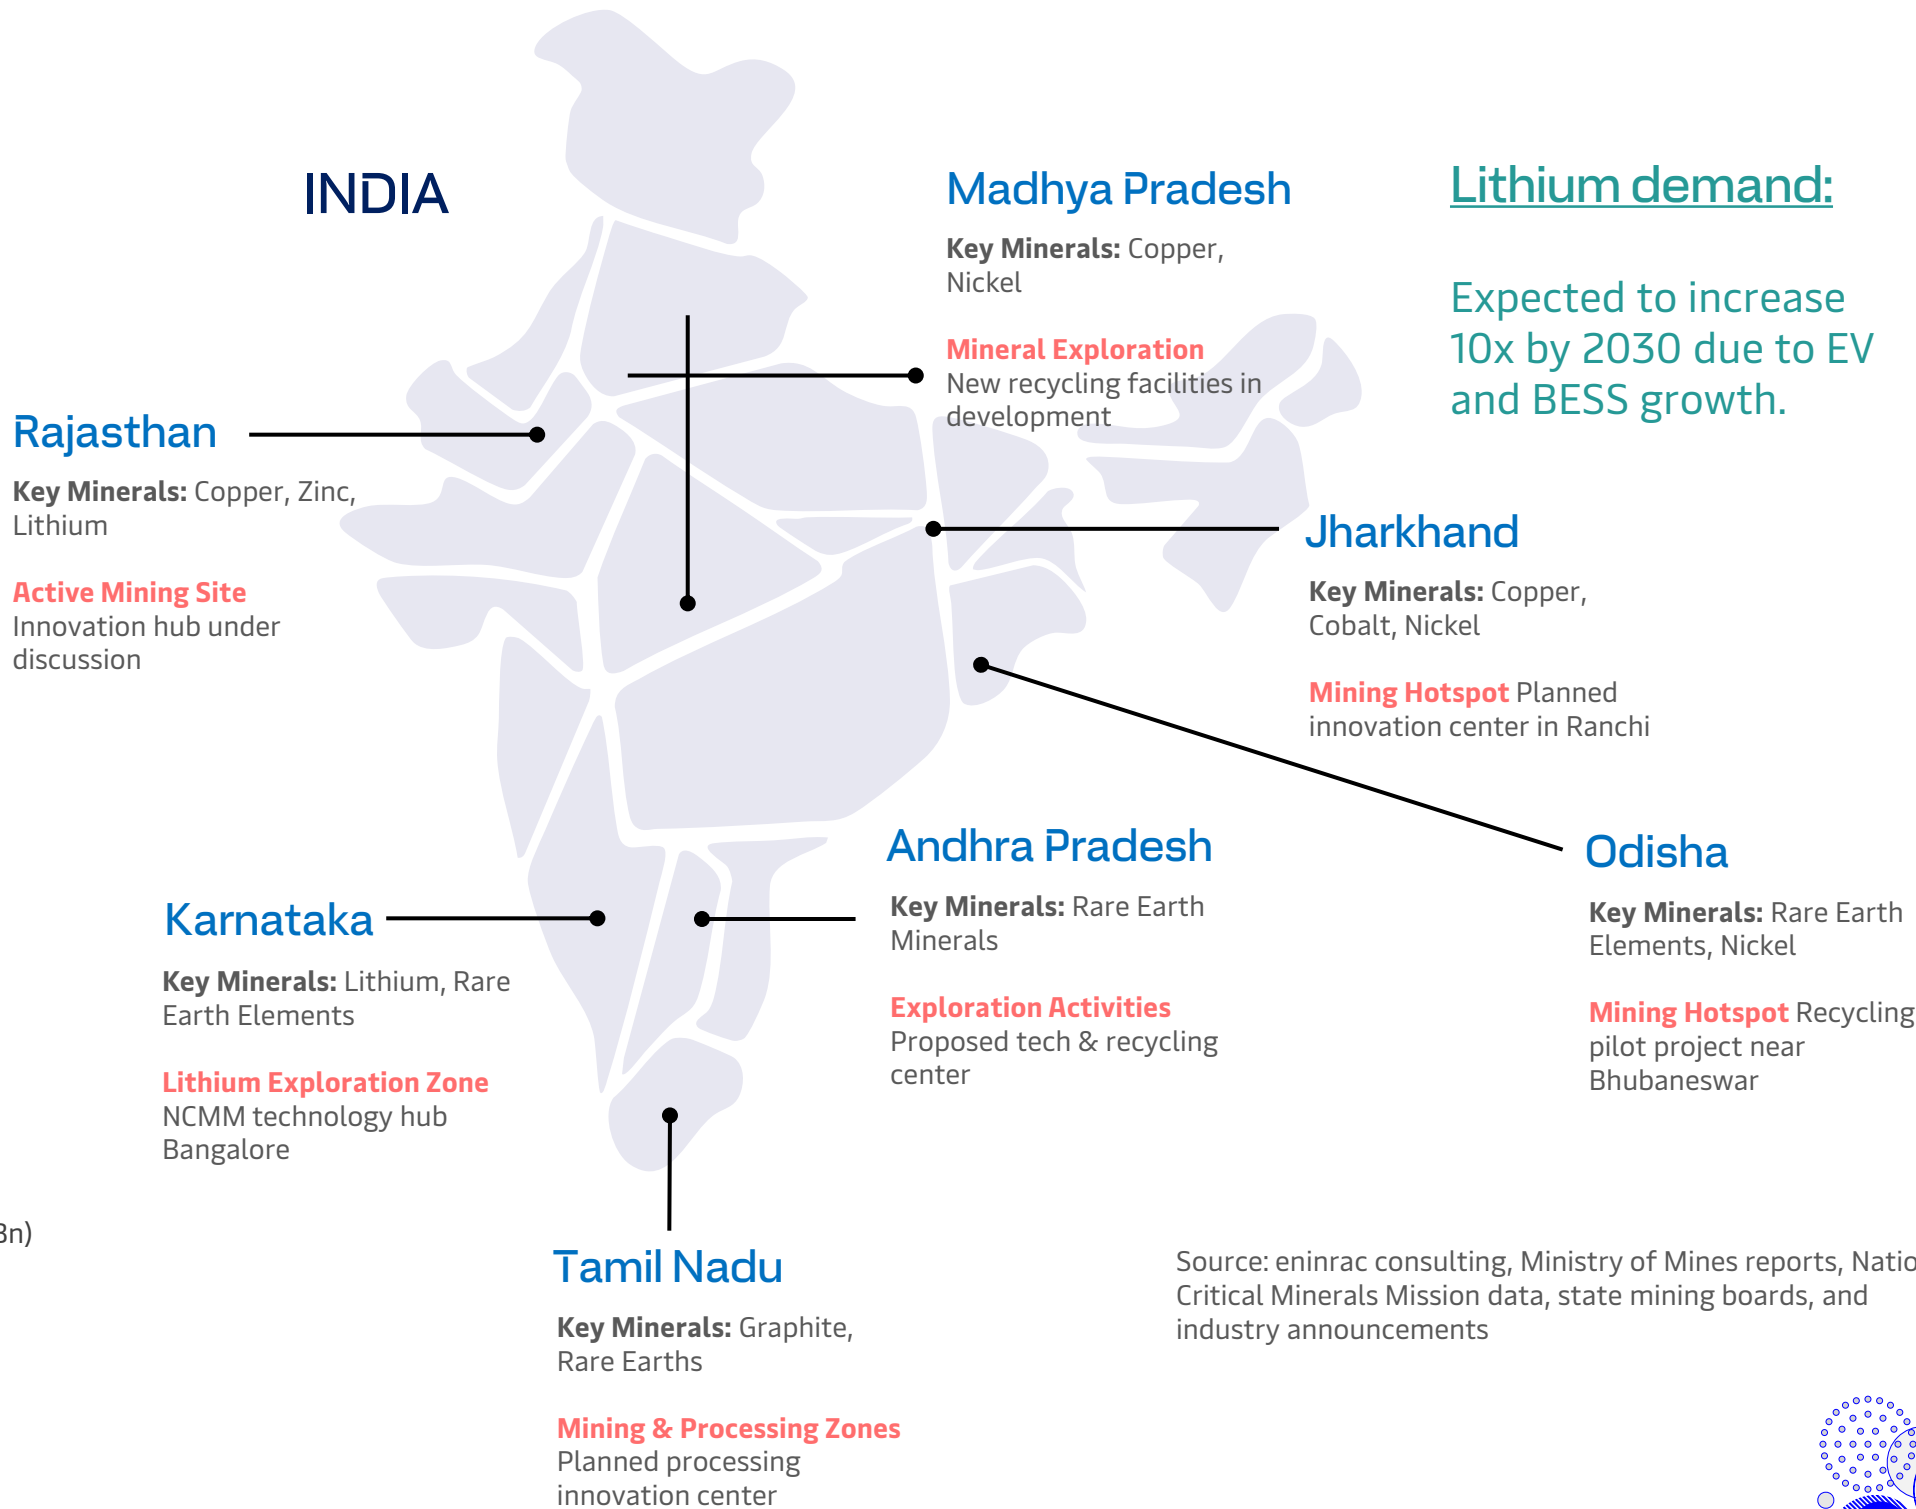 INDIA
Madhya Pradesh
Key Minerals: Copper,
Nickel
Mineral Exploration
New recycling facilities in
development
Lithium demand:
Expected to increase
10x by 2030 due to EV
and BESS growth.
Rajasthan
Key Minerals: Copper, Zinc,
Lithium
Active Mining Site
Innovation hub under
discussion
Jharkhand
Key Minerals: Copper,
Cobalt, Nickel
Mining Hotspot Planned
innovation center in Ranchi
Andhra Pradesh
Key Minerals: Rare Earth
Minerals
Exploration Activities
Proposed tech & recycling
center
Odisha
Key Minerals: Rare Earth
Elements, Nickel
Mining Hotspot Recycling
pilot project near
Bhubaneswar
Karnataka
Key Minerals: Lithium, Rare
Earth Elements
Lithium Exploration Zone
NCMM technology hub
Bangalore
Tamil Nadu
Key Minerals: Graphite,
Rare Earths
Mining & Processing Zones
Planned processing
innovation center
Source: eninrac consulting, Ministry of Mines reports,
Critical Minerals Mission data, state mining boards, and
industry announcements